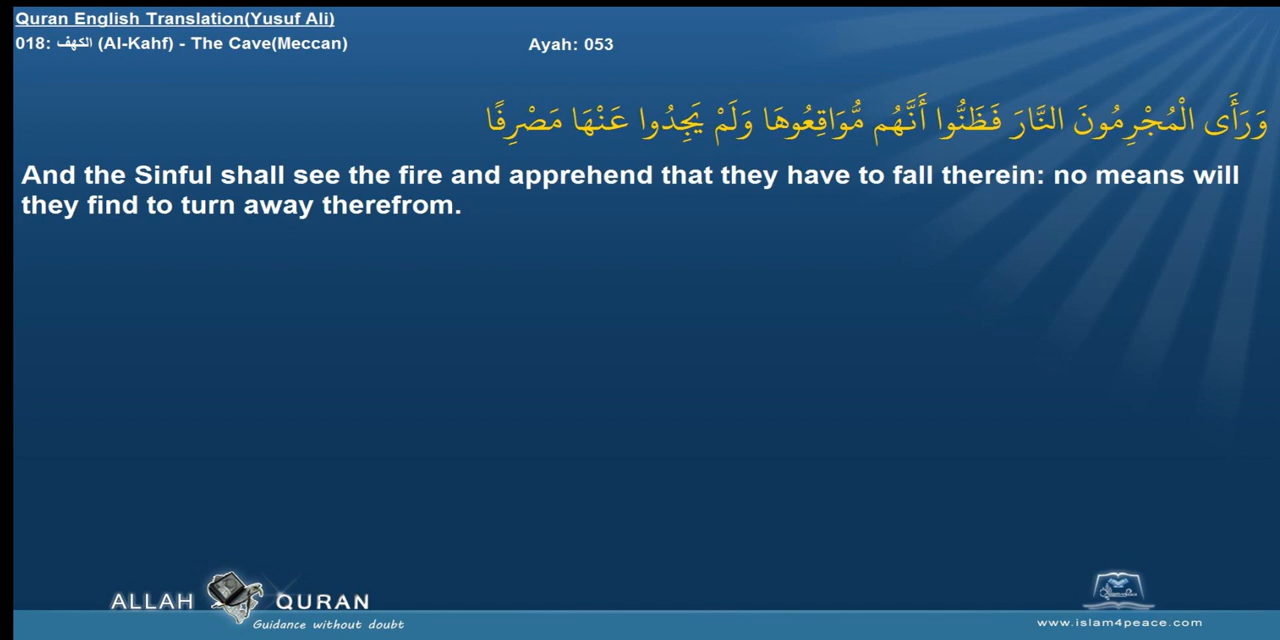 Quran English Translation(Yusuf Ali)
018: الكهف (Al-Kahf) - The Cave(Meccan)
Ayah: 053
وَرَأَى الْمُجْرِمُونَ النَّارَ فَظَنُّوا أَنَّهُم مُّوَاقِعُوهَا وَلَمْ يَجِدُوا عَنْهَا مَصْرِفًا
And the Sinful shall see the fire and apprehend that they have to fall therein: no means will
they find to turn away therefrom.
ALLAH QURAN
Guidance without doubt
www.islam4peace.com